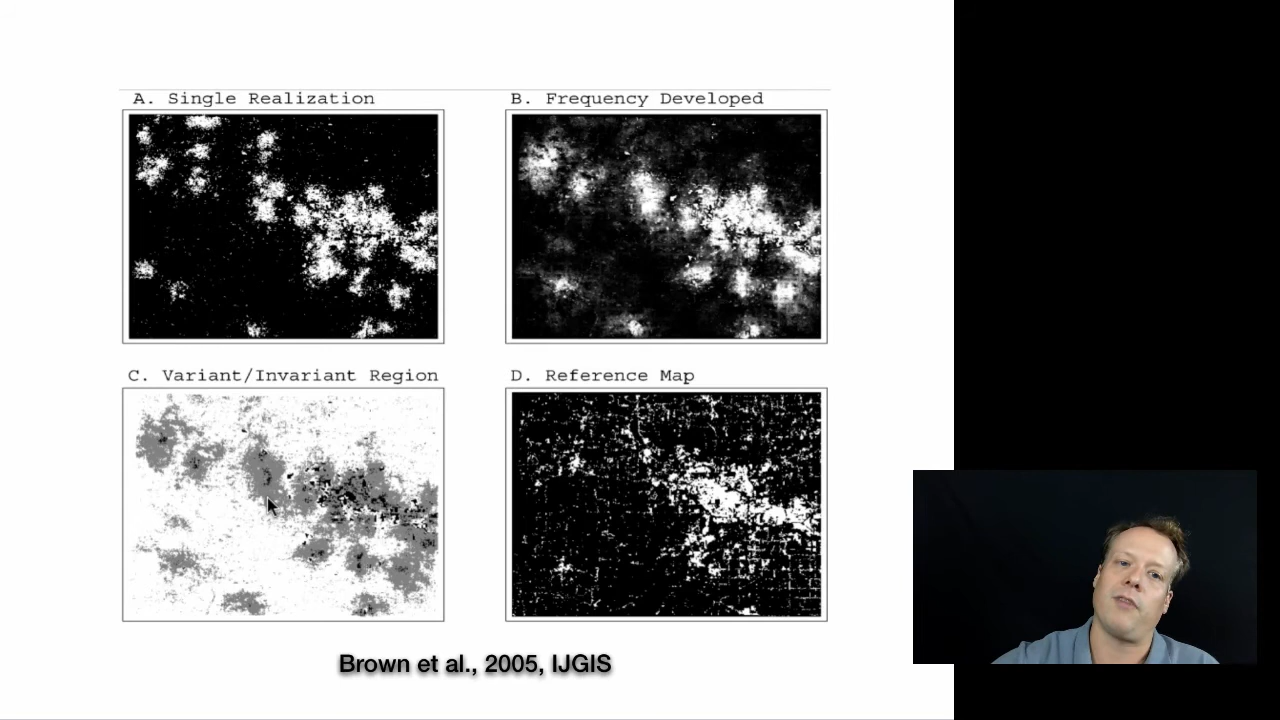 A. Single Realization
B. Frequency Developed
C. Variant/Invariant Region
D. Reference Map
Brown et al., 2005, IJGIS